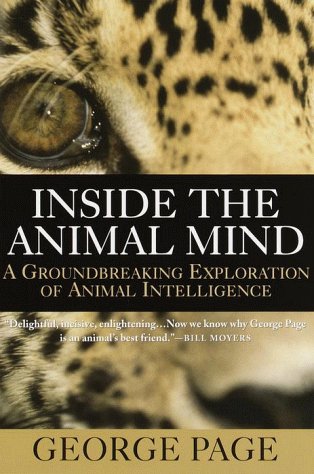 INSIDE THE
ANIMAL MIND
A GROUNDBREAKING EXPLORATION
OF ANIMAL INTELLIGENCE
"Delightful, incisive, enlightening…Now we know why George Page
is an animal's best friend."—BILL MOYERS
GEORGE PAGE